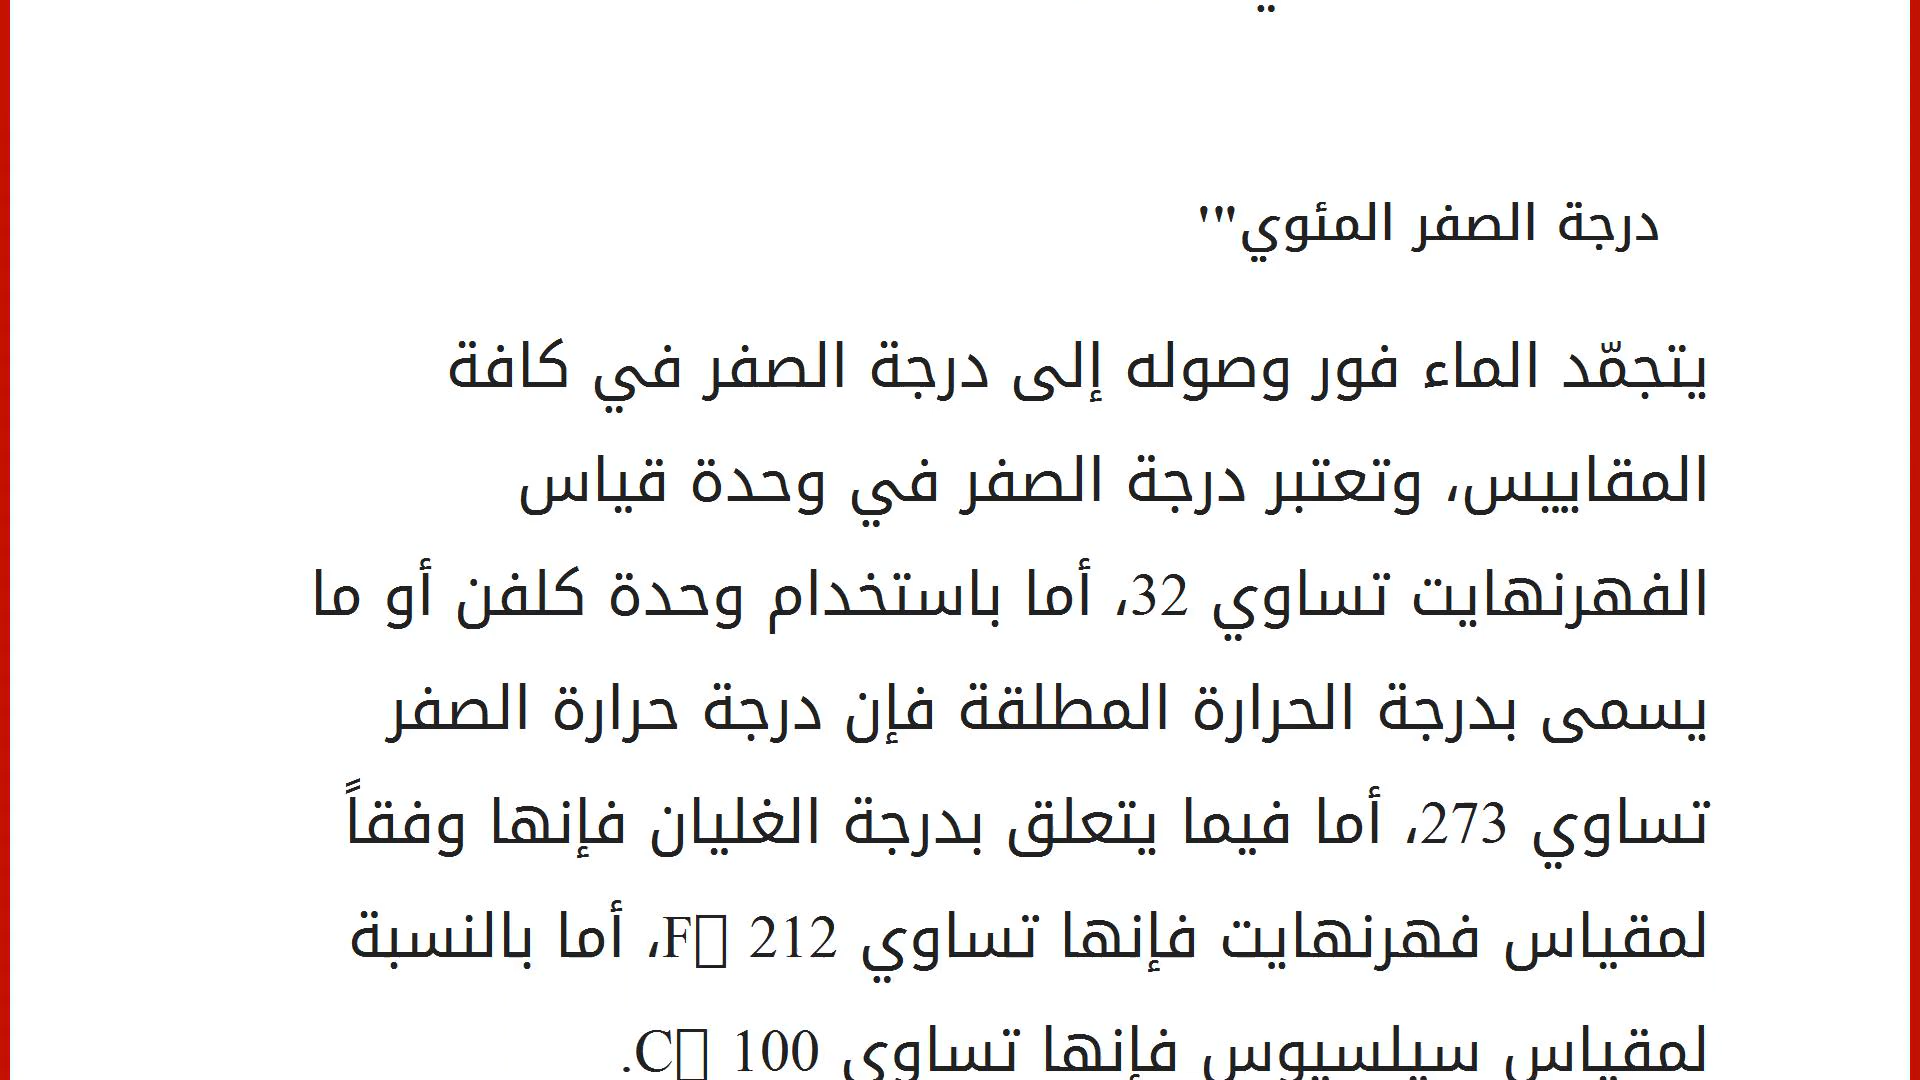 درجة الصفر المئوي"'
يتجمّد الماء فور وصوله إلى درجة الصفر في كافة
المقاييس، وتعتبر درجة الصفر في وحدة قياس
الفهرنهايت تساوي 32، أما باستخدام وحدة كلفن أو ما
يسمى بدرجة الحرارة المطلقة فإن درجة حرارة الصفر
تساوي 273، أما فيما يتعلق بدرجة الغليان فإنها وفقاً
لمقياس فهرنهايت فإنها تساوي 212 ▯F، أما بالنسبة
لمقياس سيلسيوس فإنها تساوي 100 ▯C.